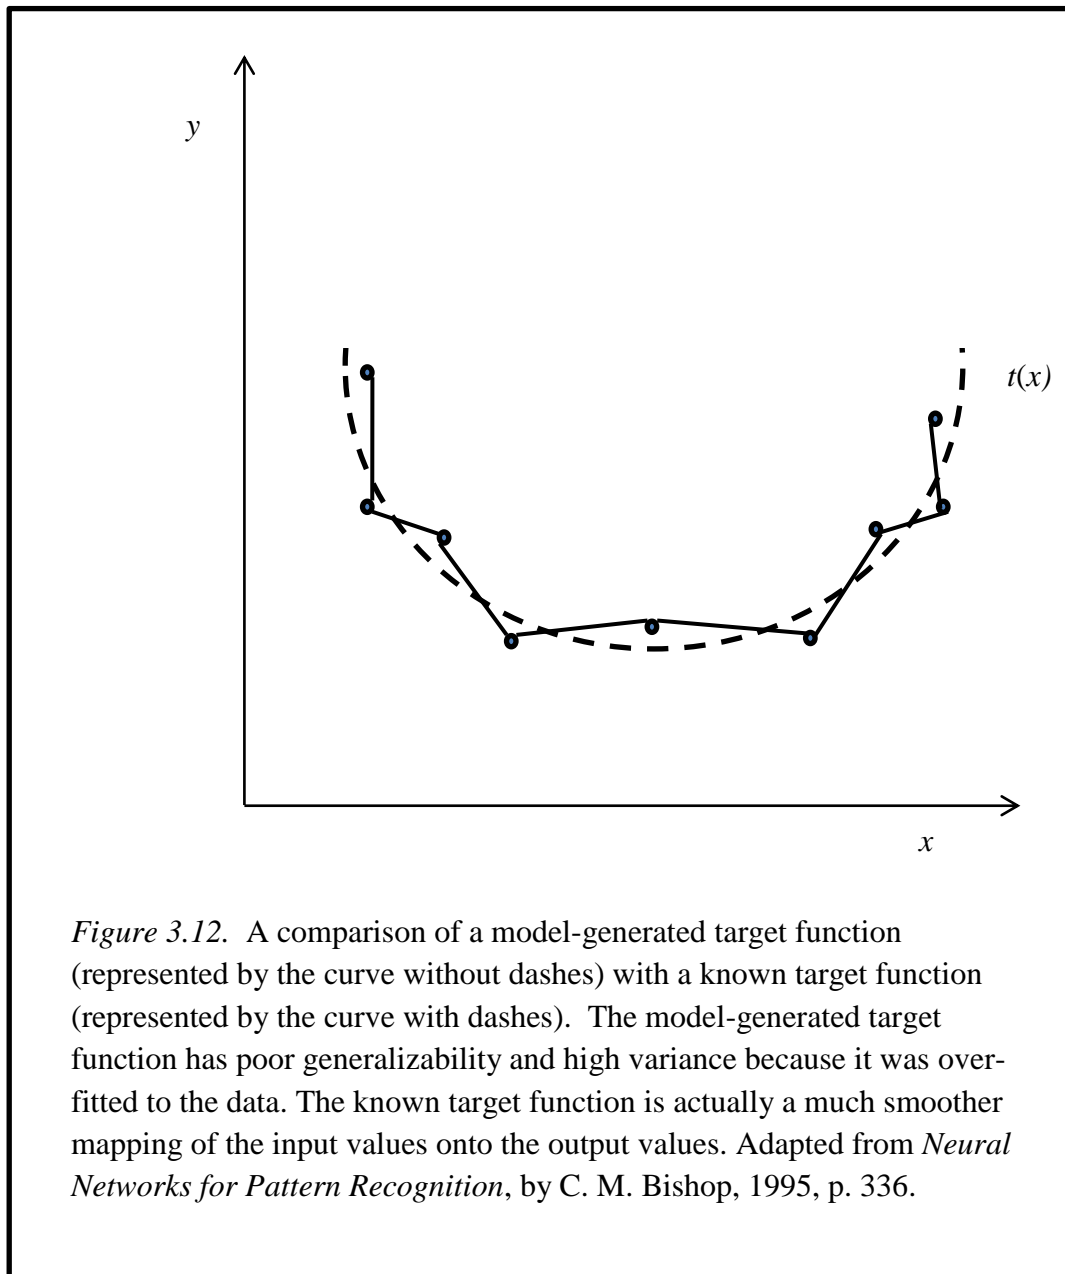 y
t(x)
x
Figure 3.12. A comparison of a model-generated target function
(represented by the curve without dashes) with a known target function
(represented by the curve with dashes). The model-generated target
function has poor generalizability and high variance because it was over-
fitted to the data. The known target function is actually a much smoother
mapping of the input values onto the output values. Adapted from Neural
Networks for Pattern Recognition, by C. M. Bishop, 1995, p. 336.